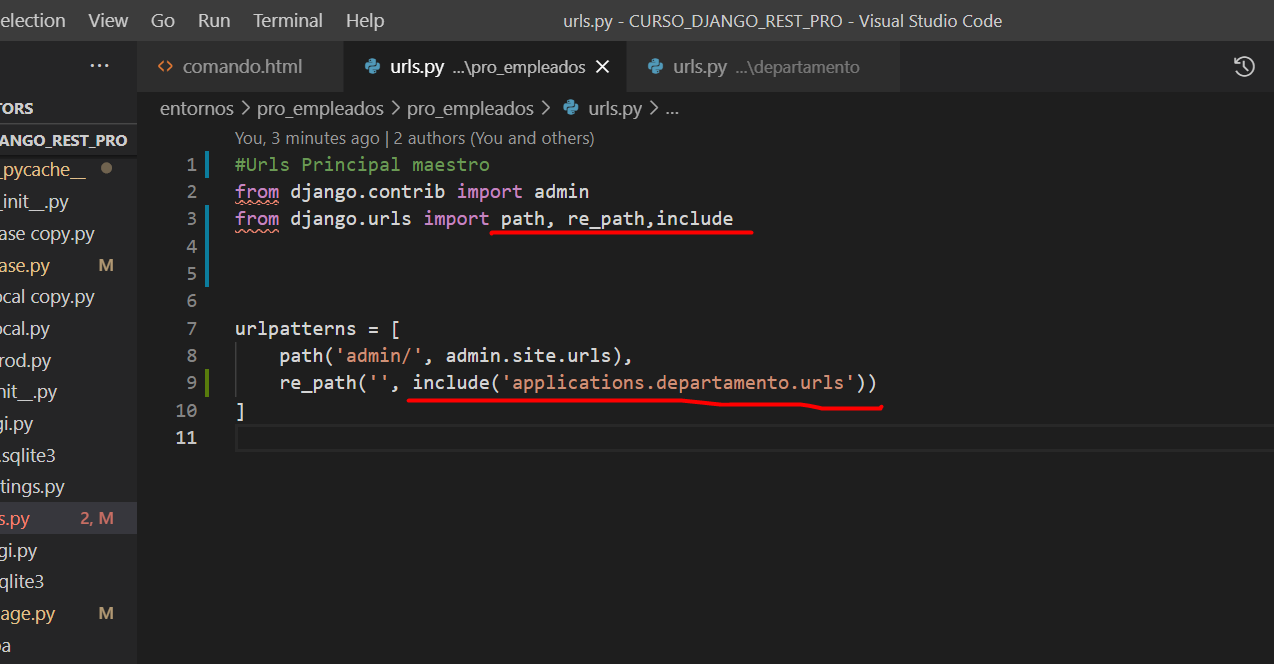 election View Go Run Terminal Help urls.py - CURSO_DJANGO_REST_PRO - Visual Studio Code
... <> comando.html urls.py ...\pro_empleados × urls.py ...\departamento
TORS
ANGO_REST_PRO
_pycache__
_init__.py
ase copy.py
ase.py M
ocal copy.py
ocal.py
rod.py
nit__.py
gi.py
.sqlite3
tings.py
s.py 2, M
gi.py
qlite3
age.py M
oa
entornos > pro_empleados > pro_empleados > urls.py > ...
You, 3 minutes ago | 2 authors (You and others)
1 #Urls Principal maestro
2 from django.contrib import admin
3 from django.urls import path, re_path,include
4
5
6
7 urlpatterns = [
8     path('admin/', admin.site.urls),
9     re_path('', include('applications.departamento.urls'))
10 ]
11